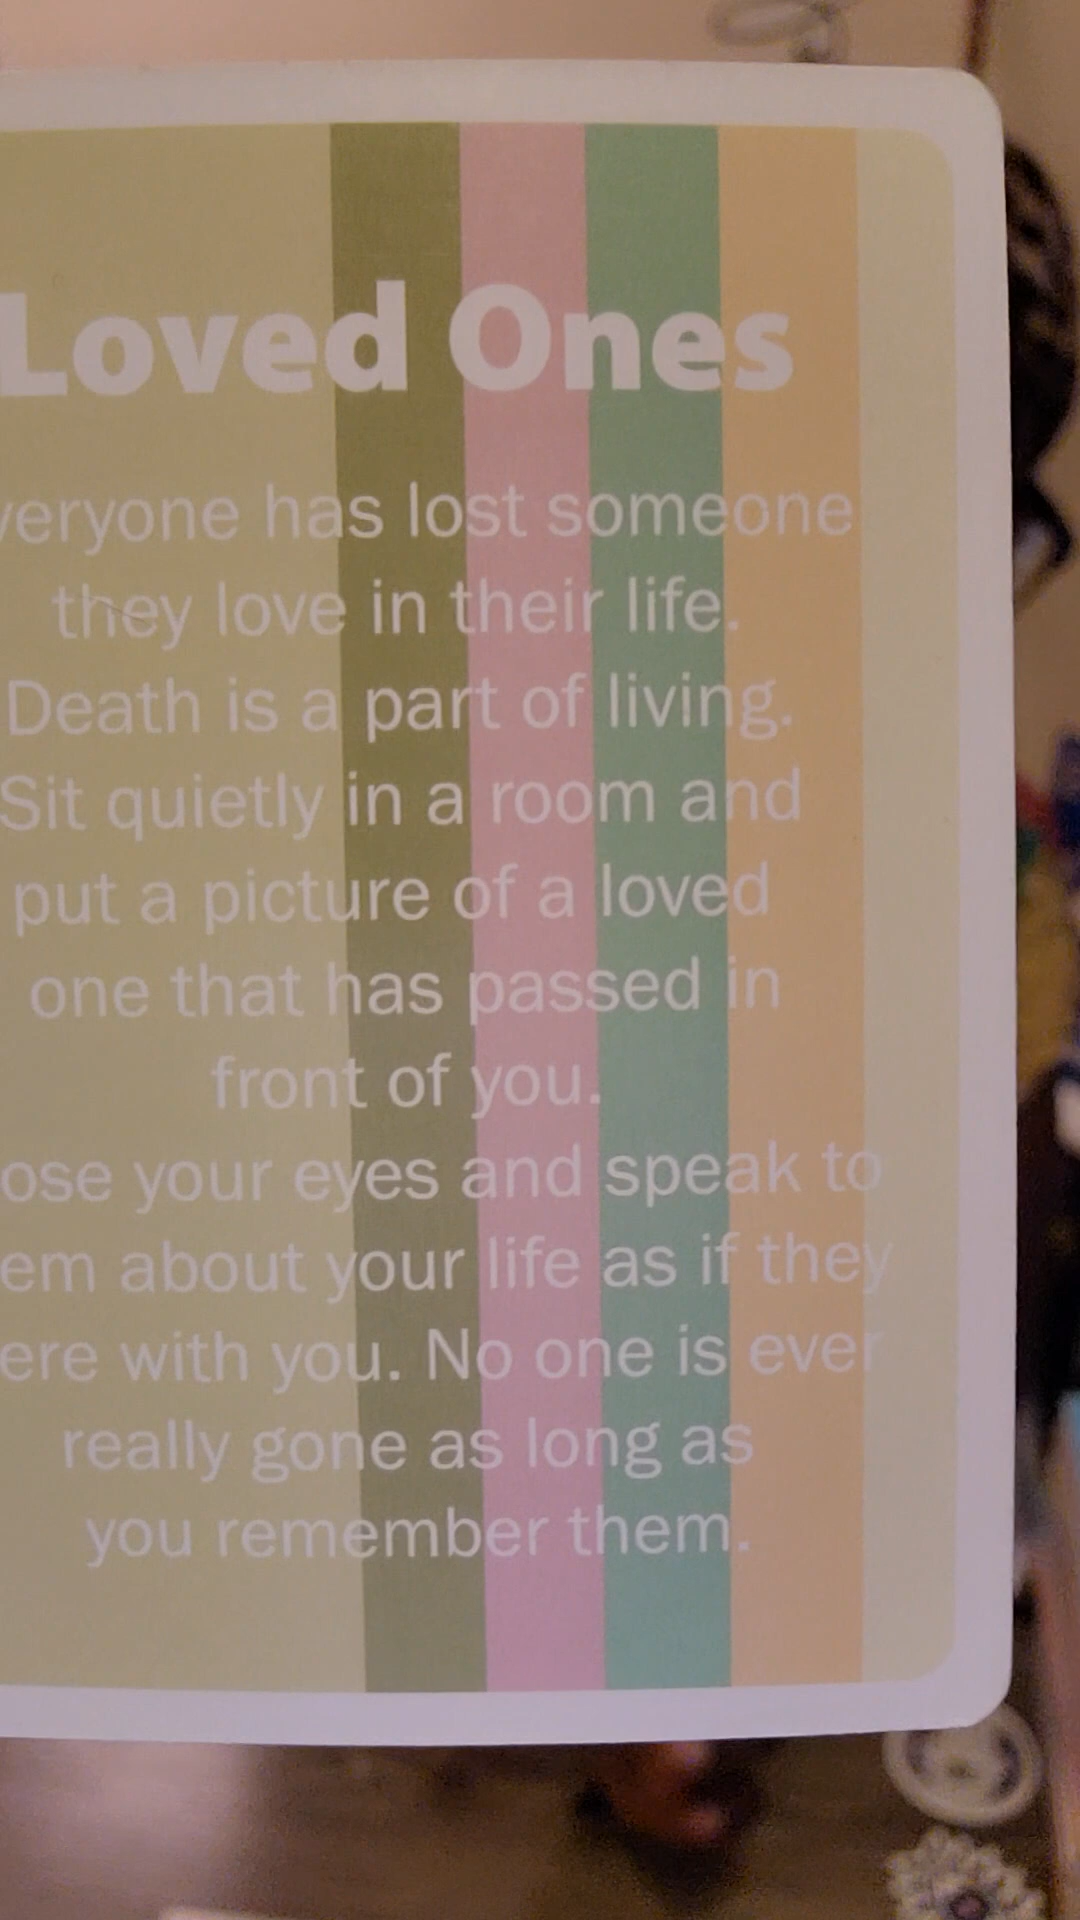 Loved Ones
veryone has lost someone
they love in their life.
Death is a part of living.
Sit quietly in a room and
put a picture of a loved
one that has passed in
front of you.
ose your eyes and speak to
em about your life as if they
ere with you. No one is ever
really gone as long as
you remember them.